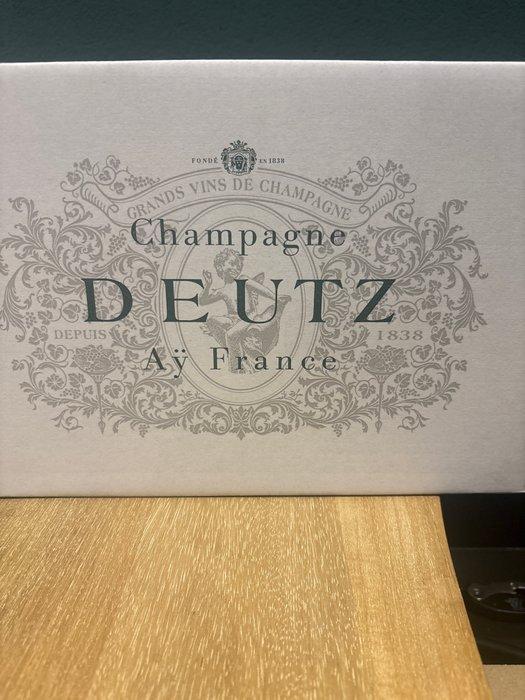 FONDÉ EN 1838
GRANDS VINS DE CHAMPAGNE
Champagne
DEUTZ
DEPUIS 1838
Aÿ France